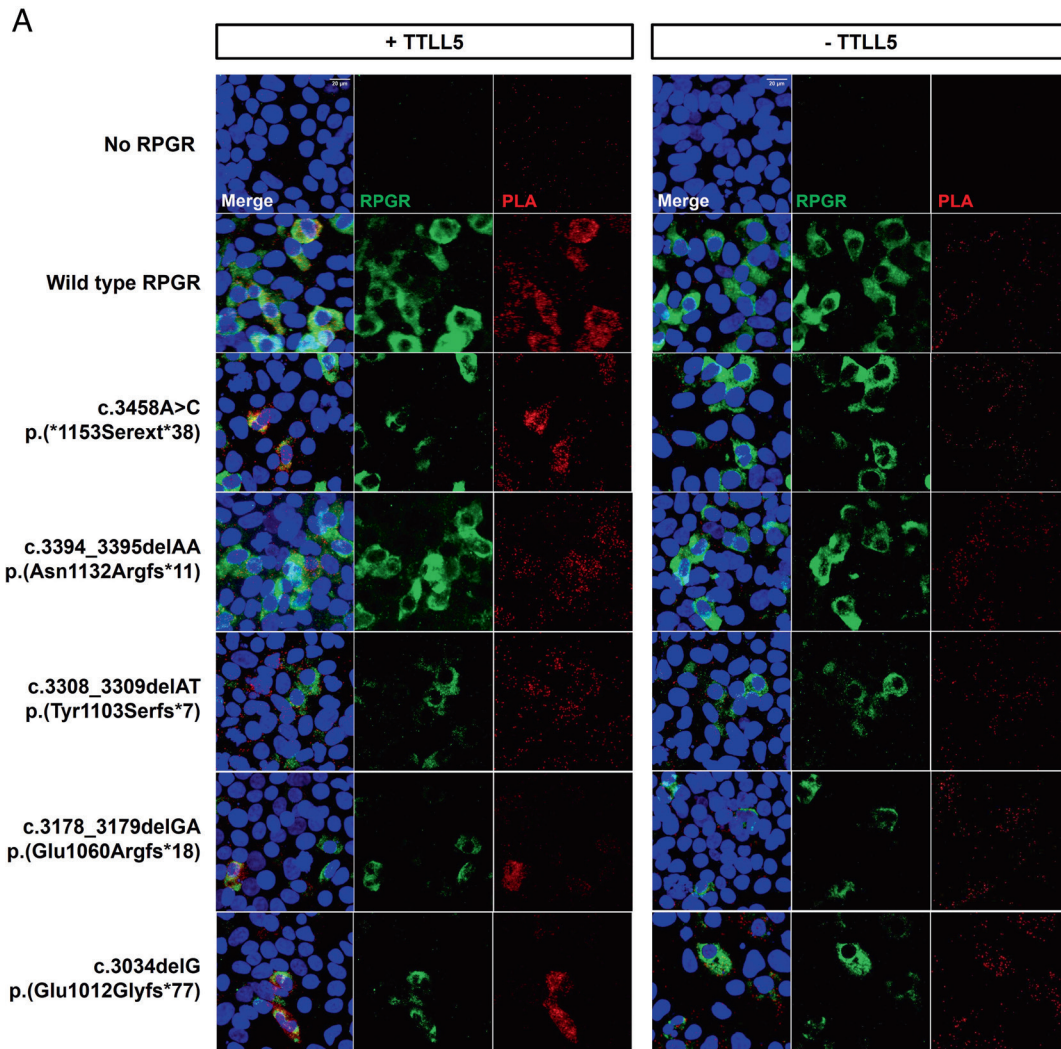 A
+ TTLL5
- TTLL5
20 µm
20 µm
No RPGR
Merge
RPGR
PLA
Merge
RPGR
PLA
Wild type RPGR
c.3458A>C
p.(*1153Serext*38)
c.3394_3395delAA
p.(Asn1132Argfs*11)
c.3308_3309delAT
p.(Tyr1103Serfs*7)
c.3178_3179delGA
p.(Glu1060Argfs*18)
c.3034delG
p.(Glu1012Glyfs*77)